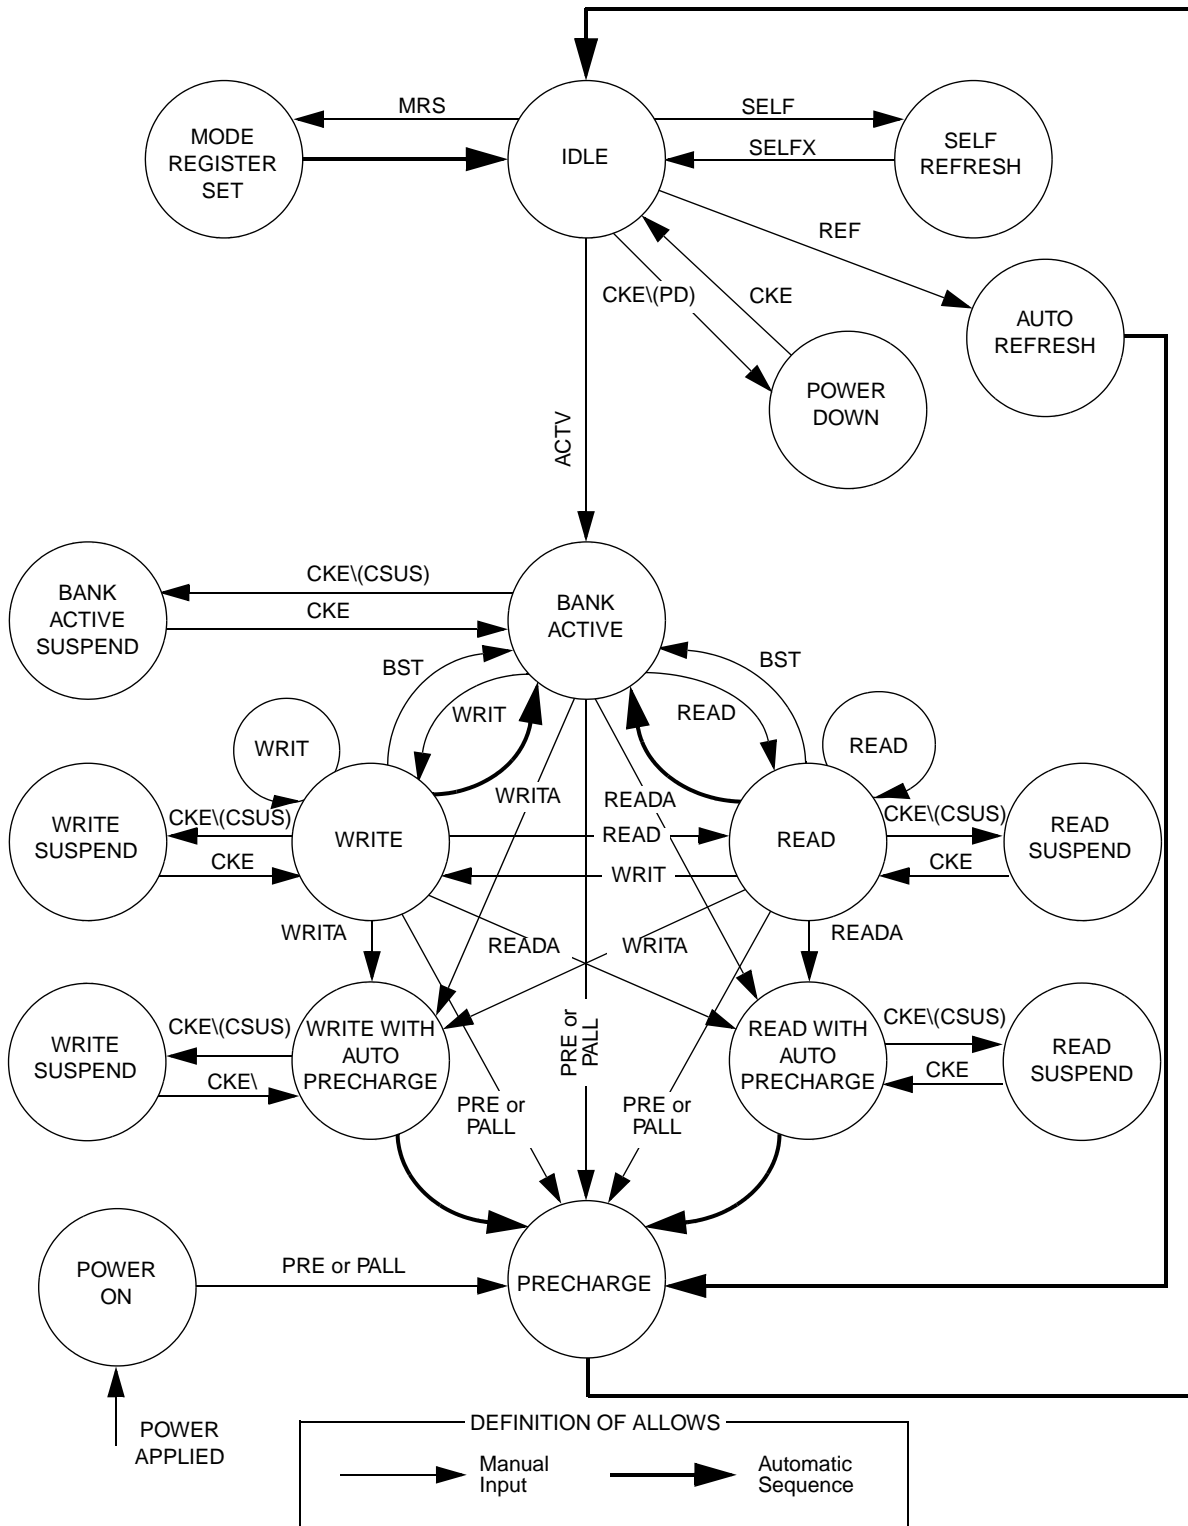 MRS
SELF
MODE
REGISTER
SET
IDLE
SELFX
SELF
REFRESH
REF
CKE\(PD)
CKE
AUTO
REFRESH
POWER
DOWN
ACTV
CKE\(CSUS)
BANK
ACTIVE
SUSPEND
CKE
BANK
ACTIVE
BST
BST
WRIT
READ
WRIT
READ
WRITA
READA
CKE\(CSUS)
CKE\(CSUS)
WRITE
SUSPEND
WRITE
READ
READ
READ
SUSPEND
CKE
WRIT
CKE
WRITA
READA
WRITA
READA
CKE\(CSUS)
WRITE WITH
AUTO
PRECHARGE
PRE or
PALL
READ WITH
AUTO
PRECHARGE
CKE\(CSUS)
WRITE
SUSPEND
READ
SUSPEND
CKE\
CKE
PRE or
PALL
PRE or
PALL
POWER
ON
PRE or PALL
PRECHARGE
POWER
APPLIED
DEFINITION OF ALLOWS
Manual
Input
Automatic
Sequence